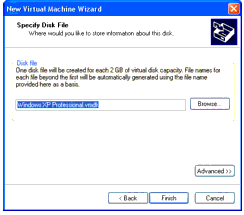 New Virtual Machine Wizard
Specify Disk File
Where would you like to store information about this disk
Disk file
One disk file will be created for each 2 GB of virtual disk capacity. File names for
each file beyond the first will be automatically generated using the file name
provided here as a basis.
Windows XP Professional.vmdk
Browse...
Advanced >>
< Back
Finish
Cancel